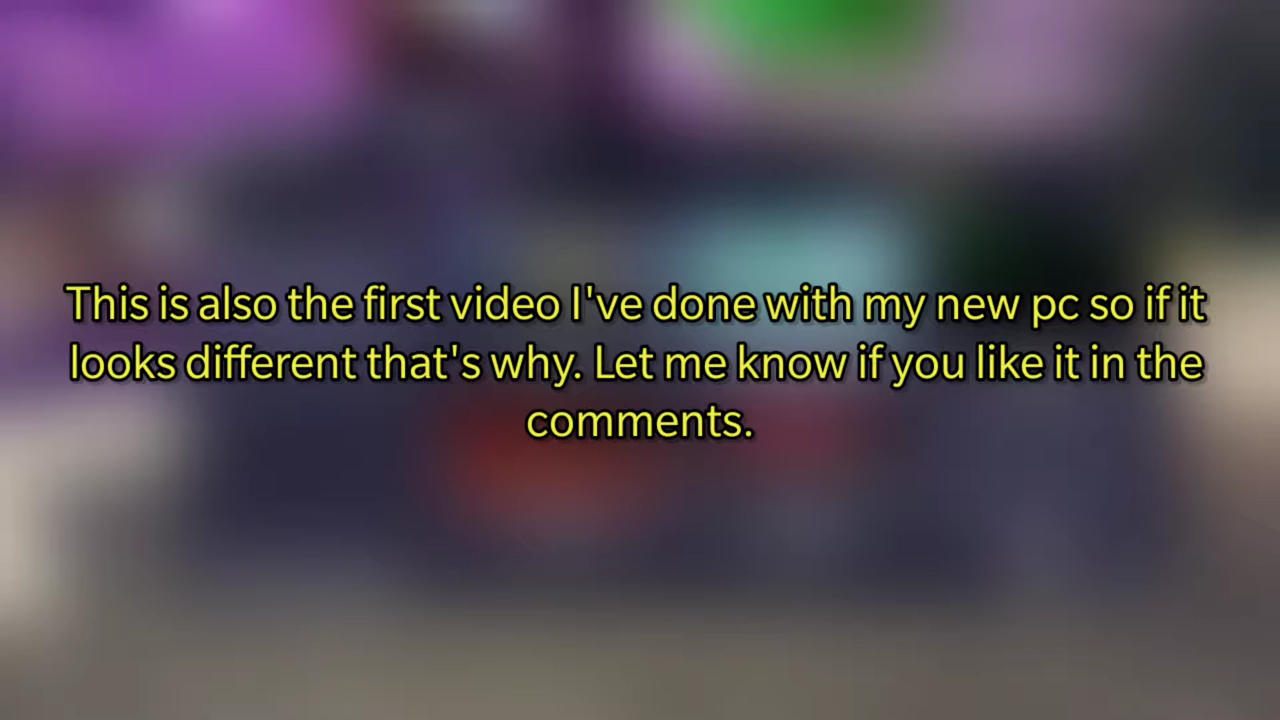 This is also the first video I've done with my new pc so if it
looks different that's why. Let me know if you like it in the
comments.